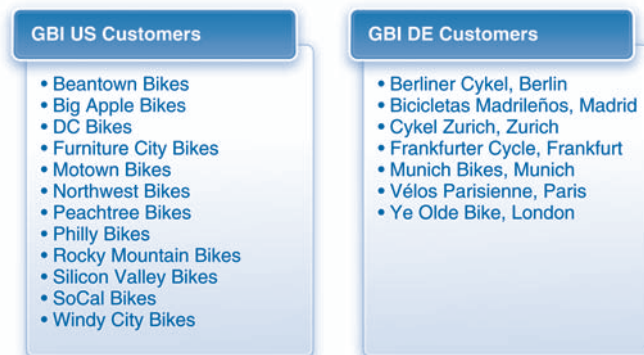 GBI US Customers
• Beantown Bikes
• Big Apple Bikes
• DC Bikes
• Furniture City Bikes
• Motown Bikes
• Northwest Bikes
• Peachtree Bikes
• Philly Bikes
• Rocky Mountain Bikes
• Silicon Valley Bikes
• SoCal Bikes
• Windy City Bikes
GBI DE Customers
• Berliner Cykel, Berlin
• Bicicletas Madrileños, Madrid
• Cykel Zurich, Zurich
• Frankfurter Cycle, Frankfurt
• Munich Bikes, Munich
• Vélos Parisienne, Paris
• Ye Olde Bike, London